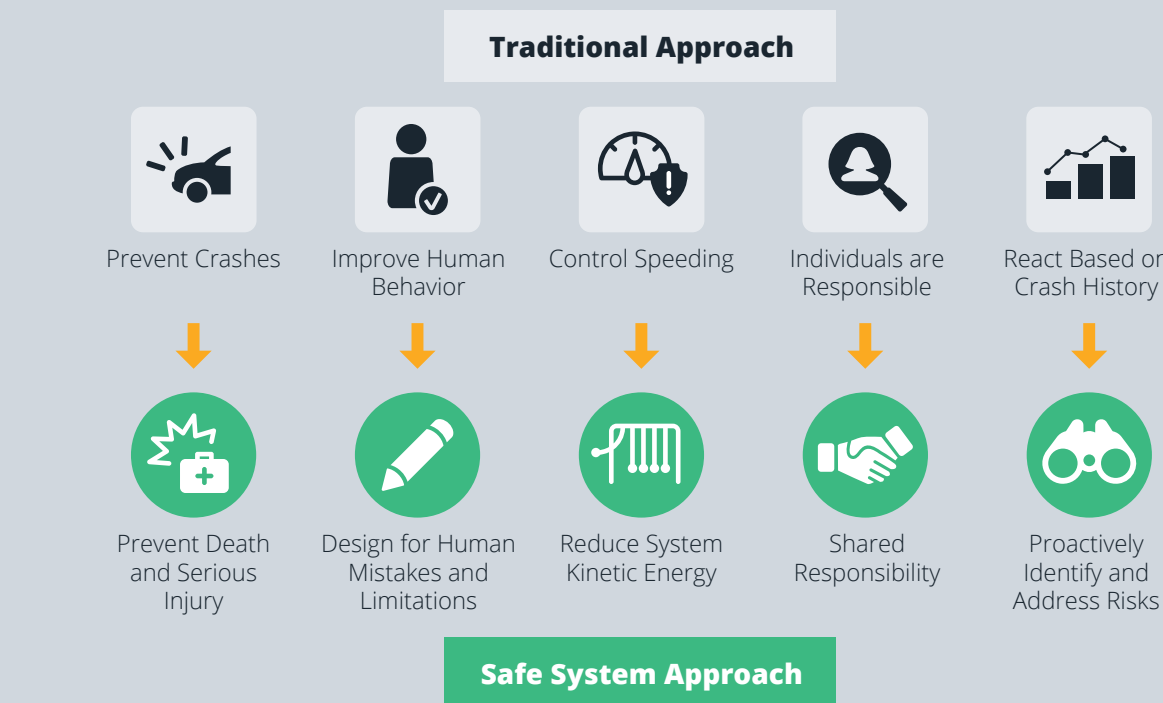 Traditional Approach
Prevent Crashes
Improve Human
Behavior
Control Speeding
Individuals are
Responsible
React Based on
Crash History
Prevent Death
and Serious
Injury
Design for Human
Mistakes and
Limitations
Reduce System
Kinetic Energy
Shared
Responsibility
Proactively
Identify and
Address Risks
Safe System Approach